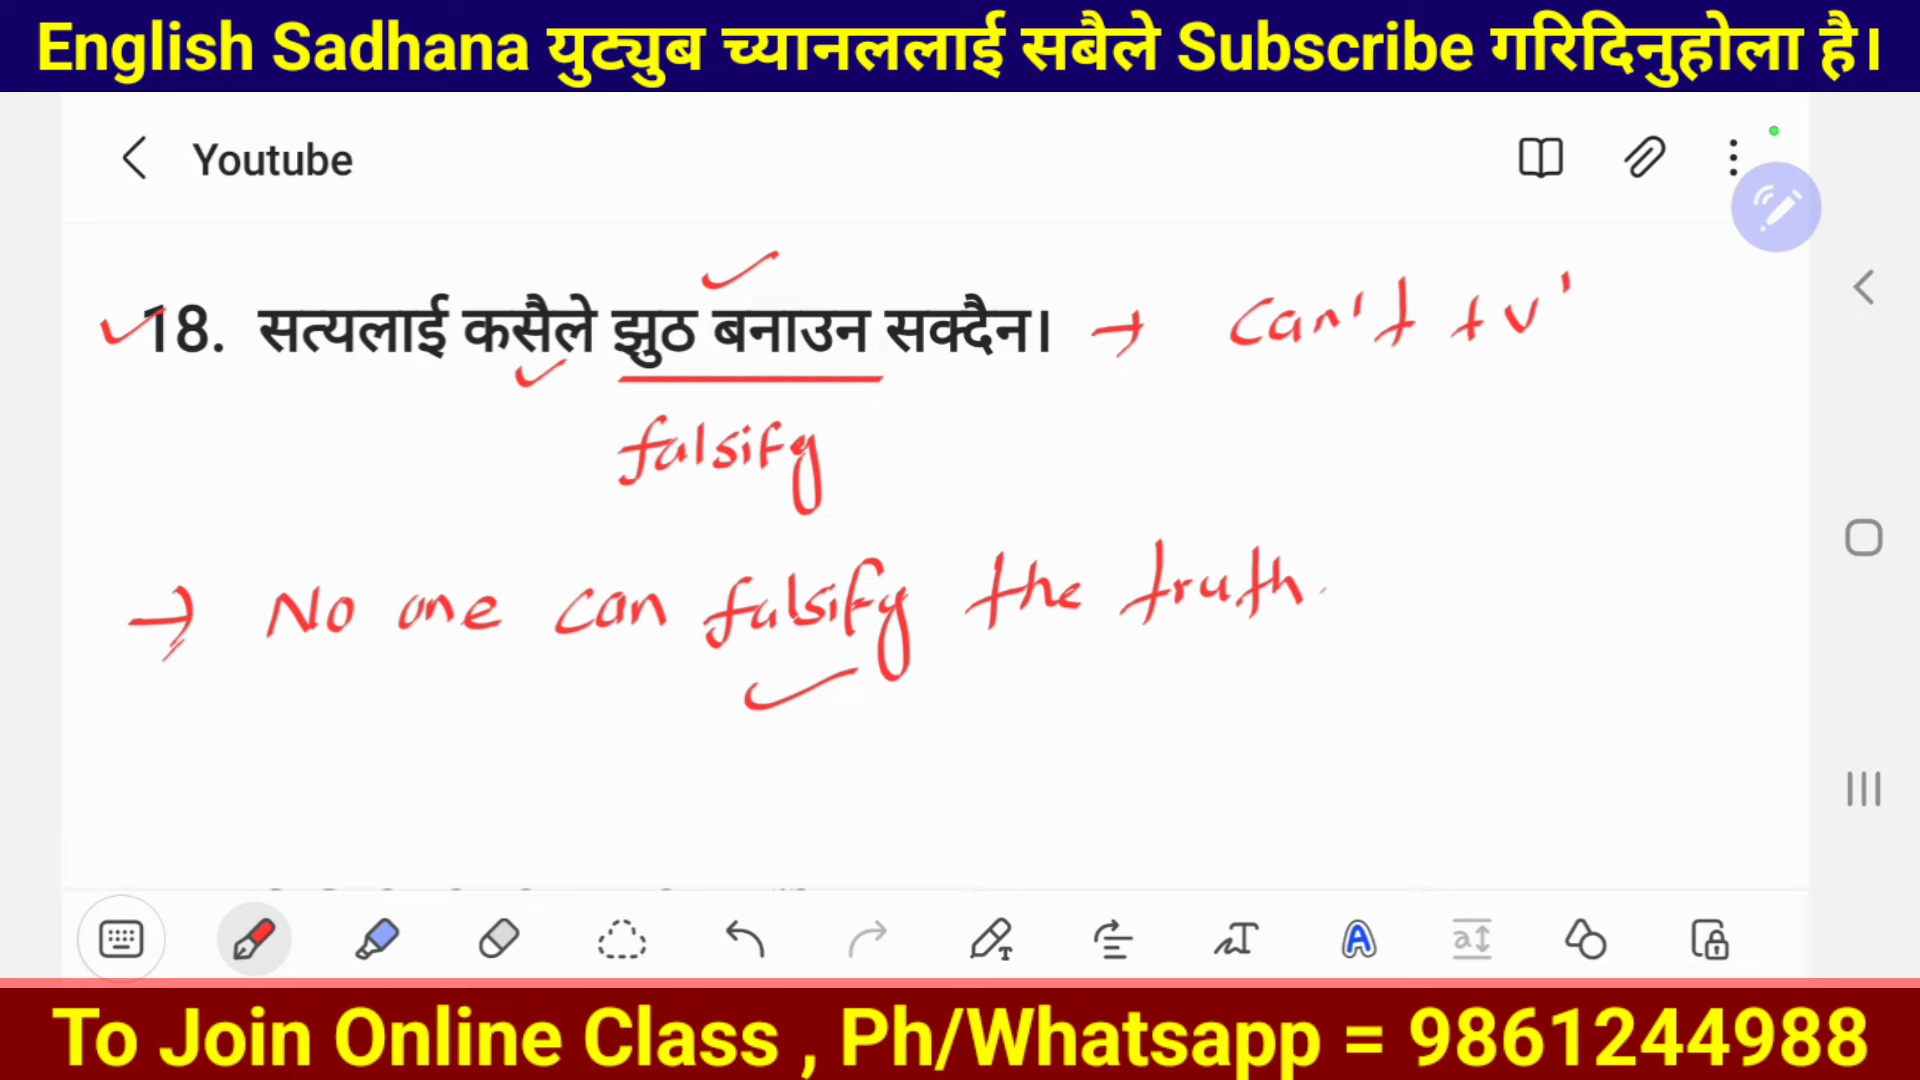 English Sadhana युट्युब च्यानललाई सबैले Subscribe गरिदिनुहोला है।
Youtube
18. सत्यलाई कसैले झुठ बनाउन सक्दैन। → Can't + v'
falsify
→ No one can falsify the truth.
To Join Online Class , Ph/Whatsapp = 9861244988